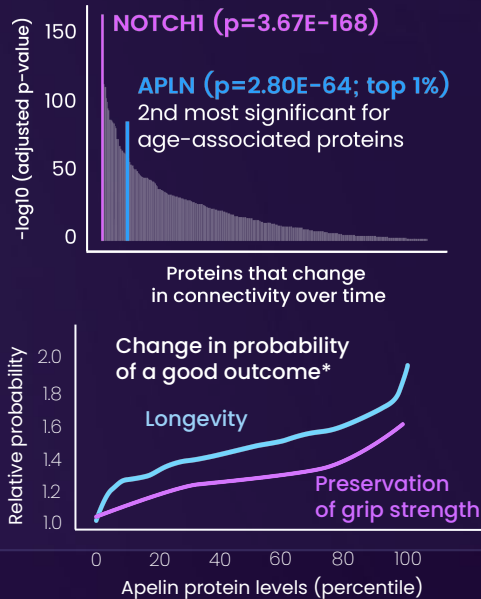 -log10 (adjusted p-value)
150
100
50
0
NOTCH1 (p=3.67E-168)
APLN (p=2.80E-64; top 1%)
2nd most significant for
age-associated proteins
Proteins that change
in connectivity over time
Relative probability
2.0
1.8
1.6
1.4
1.2
1.0
Change in probability
of a good outcome*
Longevity
Preservation
of grip strength
0 20 40 60 80 100
Apelin protein levels (percentile)